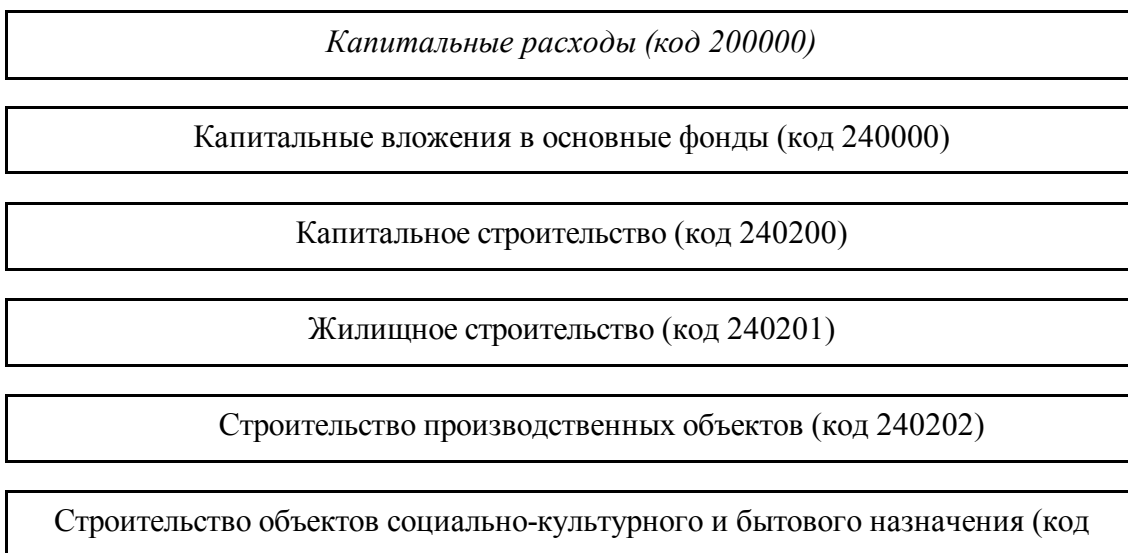 Капитальные расходы (код 200000)
Капитальные вложения в основные фонды (код 240000)
Капитальное строительство (код 240200)
Жилищное строительство (код 240201)
Строительство производственных объектов (код 240202)
Строительство объектов социально-культурного и бытового назначения (код